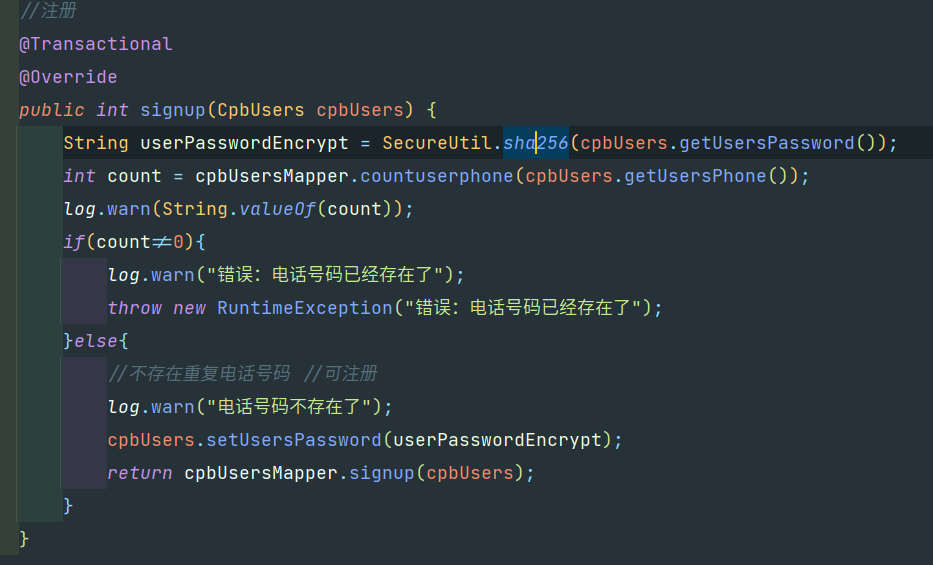 //注册
@Transactional
@Override
public int signup(CpbUsers cpbUsers) {
String userPasswordEncrypt = SecureUtil.sha256(cpbUsers.getUsersPassword());
int count = cpbUsersMapper.countuserphone(cpbUsers.getUsersPhone());
log.warn(String.valueOf(count));
if(count!=0){
log.warn("错误: 电话号码已经存在了");
throw new RuntimeException("错误: 电话号码已经存在了");
}else{
//不存在重复电话号码 //可注册
log.warn("电话号码不存在了");
cpbUsers.setUsersPassword(userPasswordEncrypt);
return cpbUsersMapper.signup(cpbUsers);
}
}